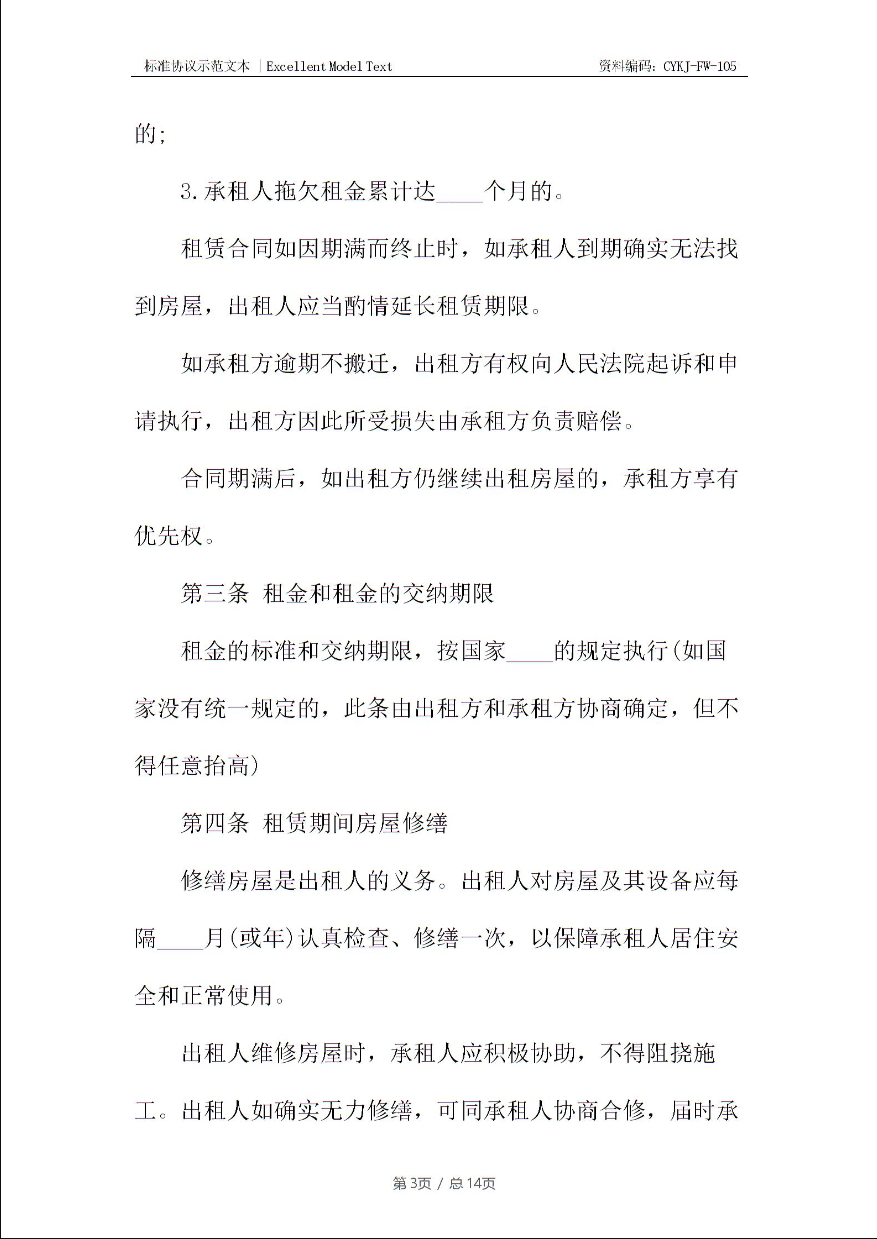 标准协议示范文本 | Excellent Model Text 资料编码：CYKJ-FW-105
的;
3.承租人拖欠租金累计达____个月的。
租赁合同如因期满而终止时，如承租人到期确实无法找
到房屋，出租人应当酌情延长租赁期限。
如承租方逾期不搬迁，出租方有权向人民法院起诉和申
请执行，出租方因此所受损失由承租方负责赔偿。
合同期满后，如出租方仍继续出租房屋的，承租方享有
优先权。
第三条 租金和租金的交纳期限
租金的标准和交纳期限，按国家____的规定执行(如国
家没有统一规定的，此条由出租方和承租方协商确定，但不
得任意抬高)
第四条 租赁期间房屋修缮
修缮房屋是出租人的义务。出租人对房屋及其设备应每
隔____月(或年)认真检查、修缮一次，以保障承租人居住安
全和正常使用。
出租人维修房屋时，承租人应积极协助，不得阻挠施
工。出租人如确实无力修缮，可同承租人协商合修，届时承
第 3页 / 总 14页